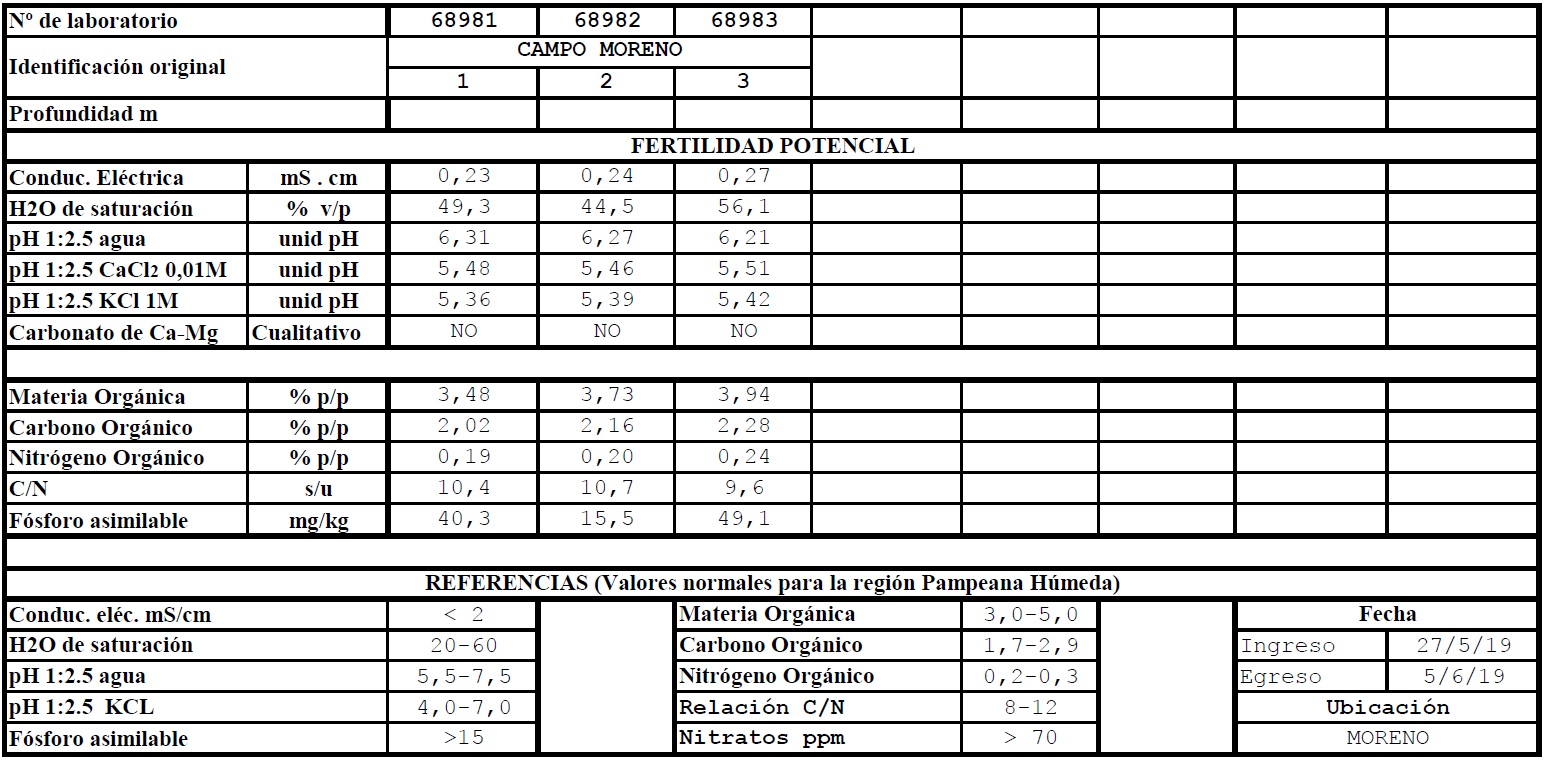 Nº de laboratorio 68981 68982 68983
Identificación original CAMPO MORENO
1 2 3
Profundidad m
FERTILIDAD POTENCIAL
Conduc. Eléctrica mS . cm 0,23 0,24 0,27
H2O de saturación % v/p 49,3 44,5 56,1
pH 1:2.5 agua unid pH 6,31 6,27 6,21
pH 1:2.5 CaCl2 0,01M unid pH 5,48 5,46 5,51
pH 1:2.5 KCl 1M unid pH 5,36 5,39 5,42
Carbonato de Ca-Mg Cualitativo NO NO NO
Materia Orgánica % p/p 3,48 3,73 3,94
Carbono Orgánico % p/p 2,02 2,16 2,28
Nitrógeno Orgánico % p/p 0,19 0,20 0,24
C/N s/u 10,4 10,7 9,6
Fósforo asimilable mg/kg 40,3 15,5 49,1
REFERENCIAS (Valores normales para la región Pampeana Húmeda)
Conduc. eléc. mS/cm < 2 Materia Orgánica 3,0-5,0 Fecha
H2O de saturación 20-60 Carbono Orgánico 1,7-2,9 Ingreso 27/5/19
pH 1:2.5 agua 5,5-7,5 Nitrógeno Orgánico 0,2-0,3 Egreso 5/6/19
pH 1:2.5 KCL 4,0-7,0 Relación C/N 8-12 Ubicación
Fósforo asimilable >15 Nitratos ppm > 70 MORENO